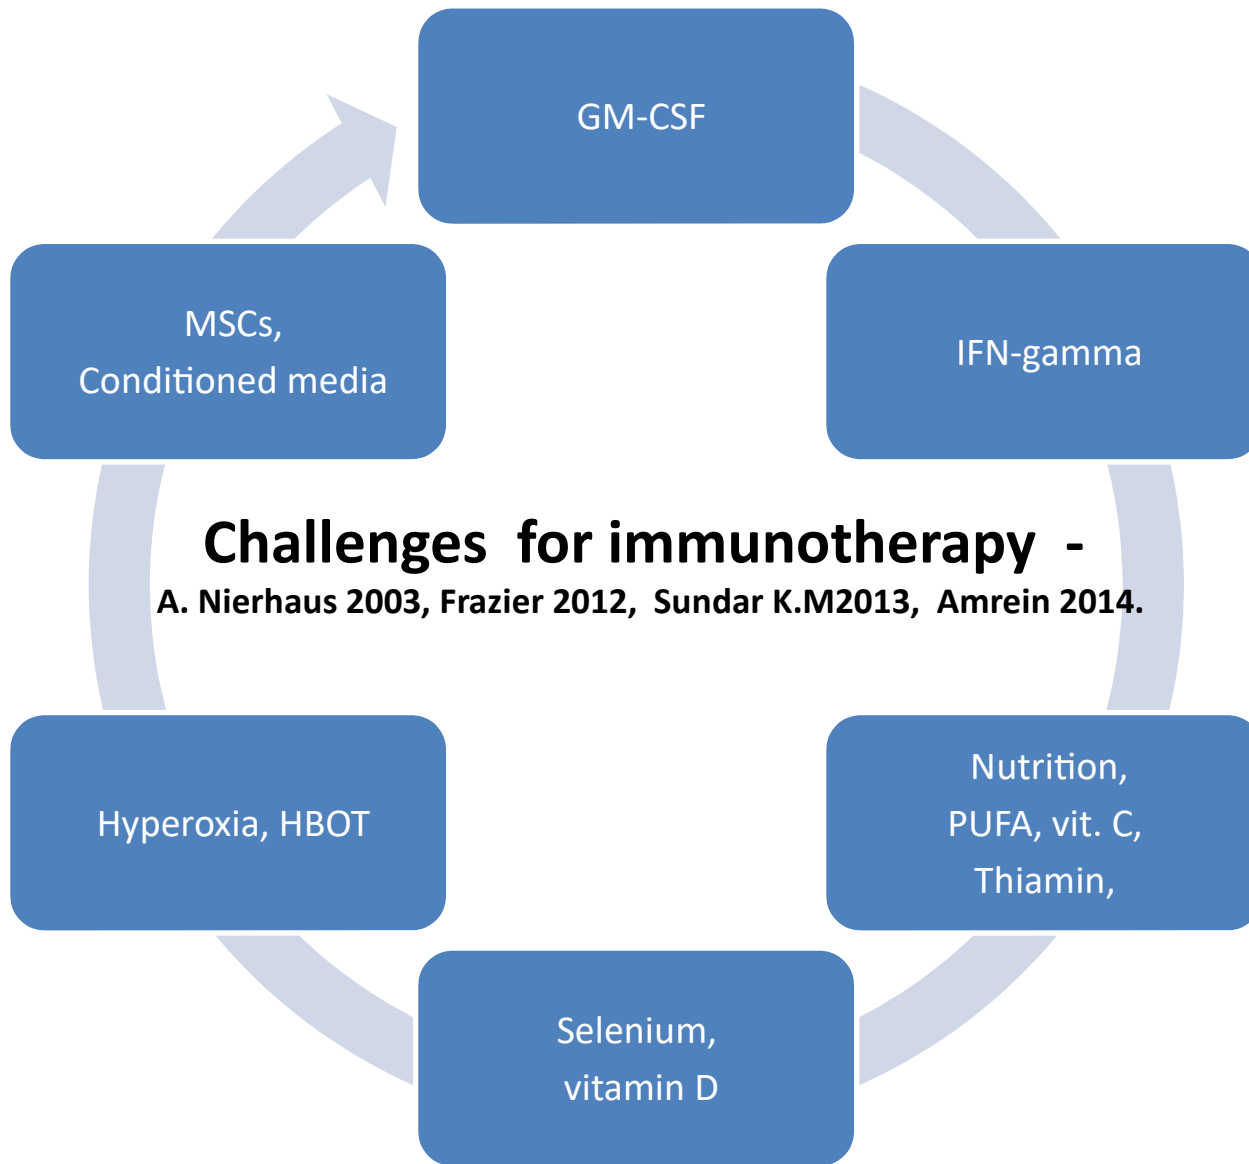 GM-CSF
IFN-gamma
Nutrition,
PUFA, vit. C,
Thiamin,
Selenium,
vitamin D
Hyperoxia, HBOT
MSCs,
Conditioned media
Challenges  for immunotherapy  -
A. Nierhaus 2003, Frazier 2012,  Sundar K.M2013,  Amrein 2014.